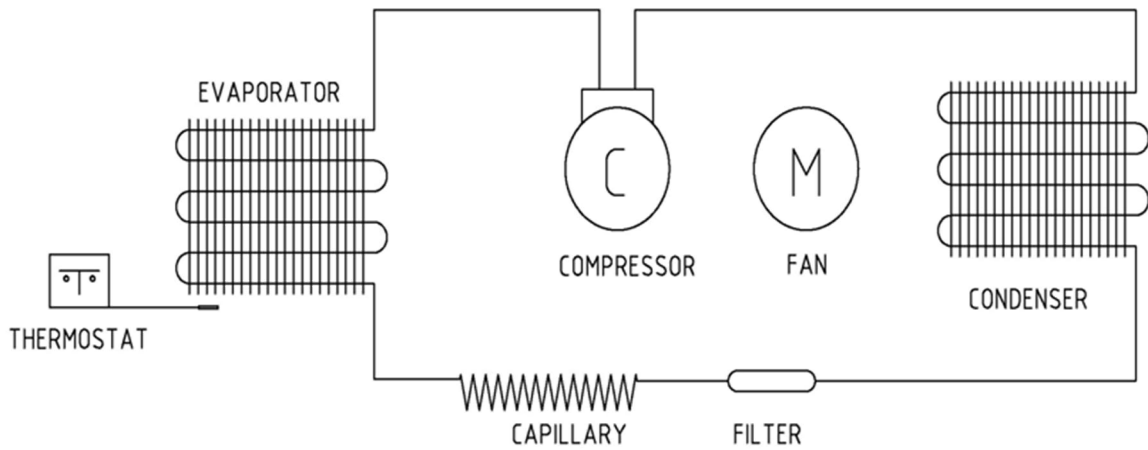 EVAPORATOR
C
M
COMPRESSOR
FAN
CONDENSER
THERMOSTAT
CAPILLARY
FILTER